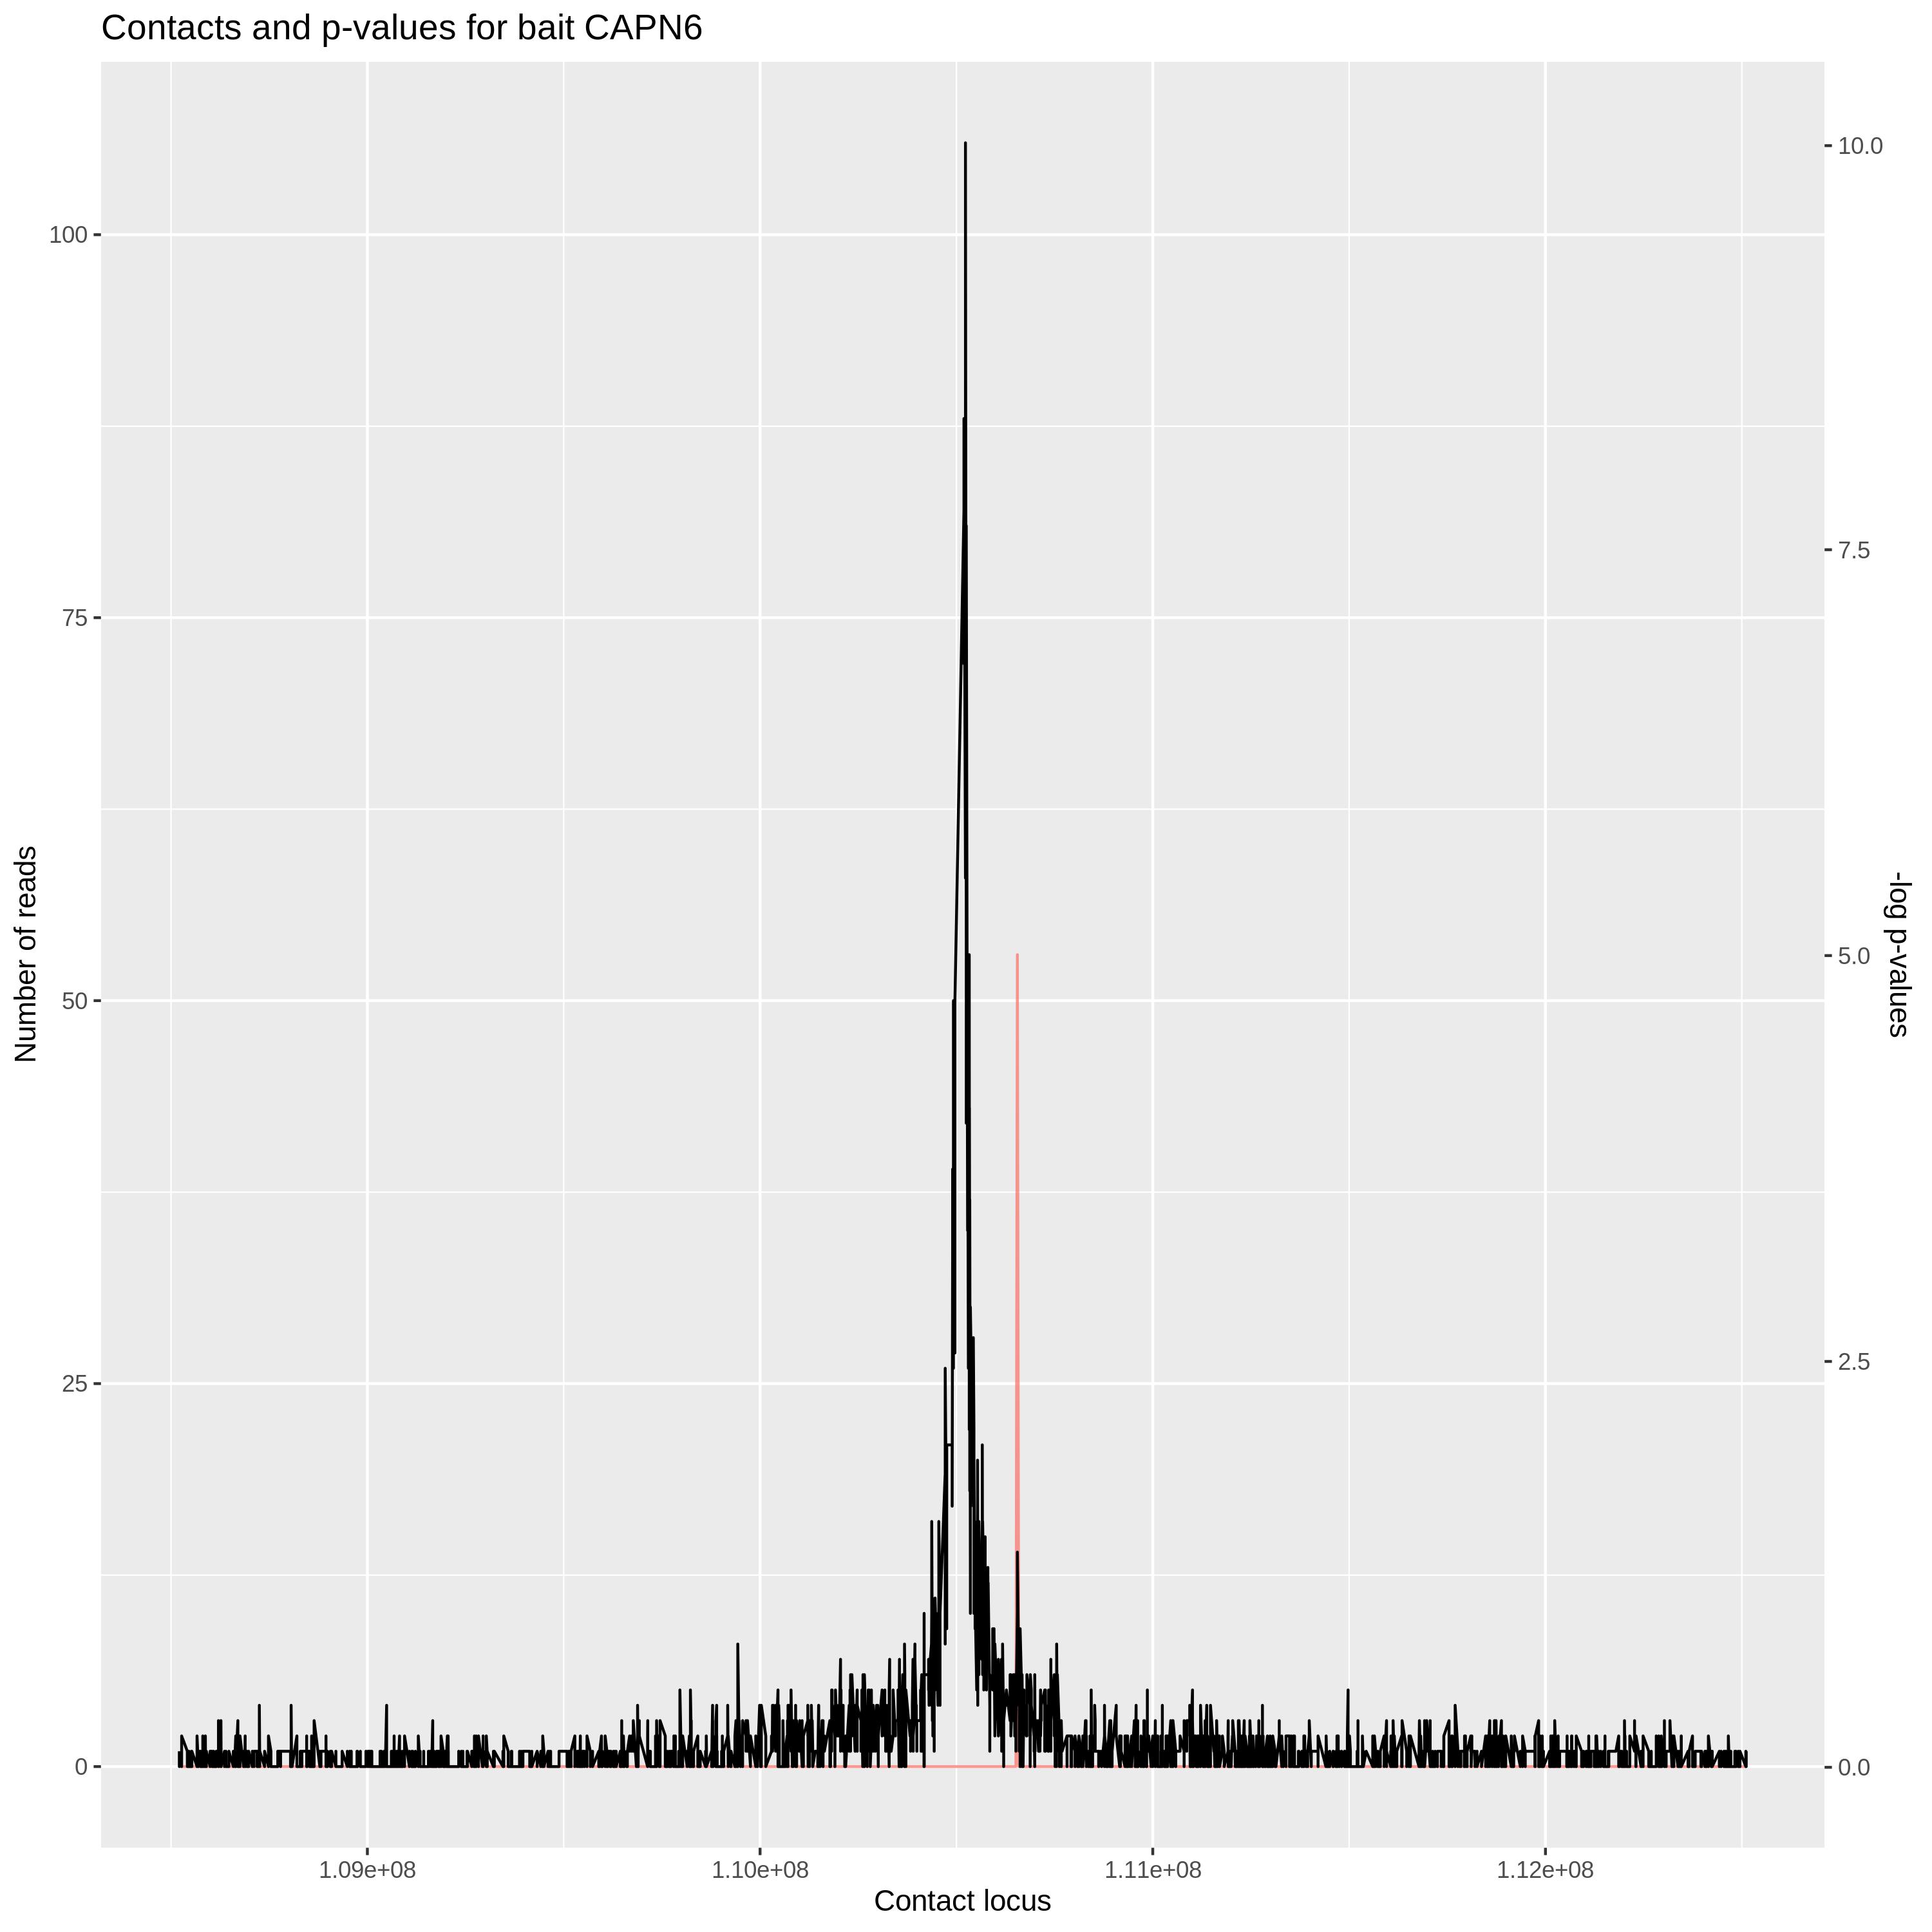 Contacts and p-values for bait CAPN6
100
75
50
25
0
Number of reads
10.0
7.5
5.0
2.5
0.0
-log p-values
1.09e+08 1.10e+08 1.11e+08 1.12e+08
Contact locus